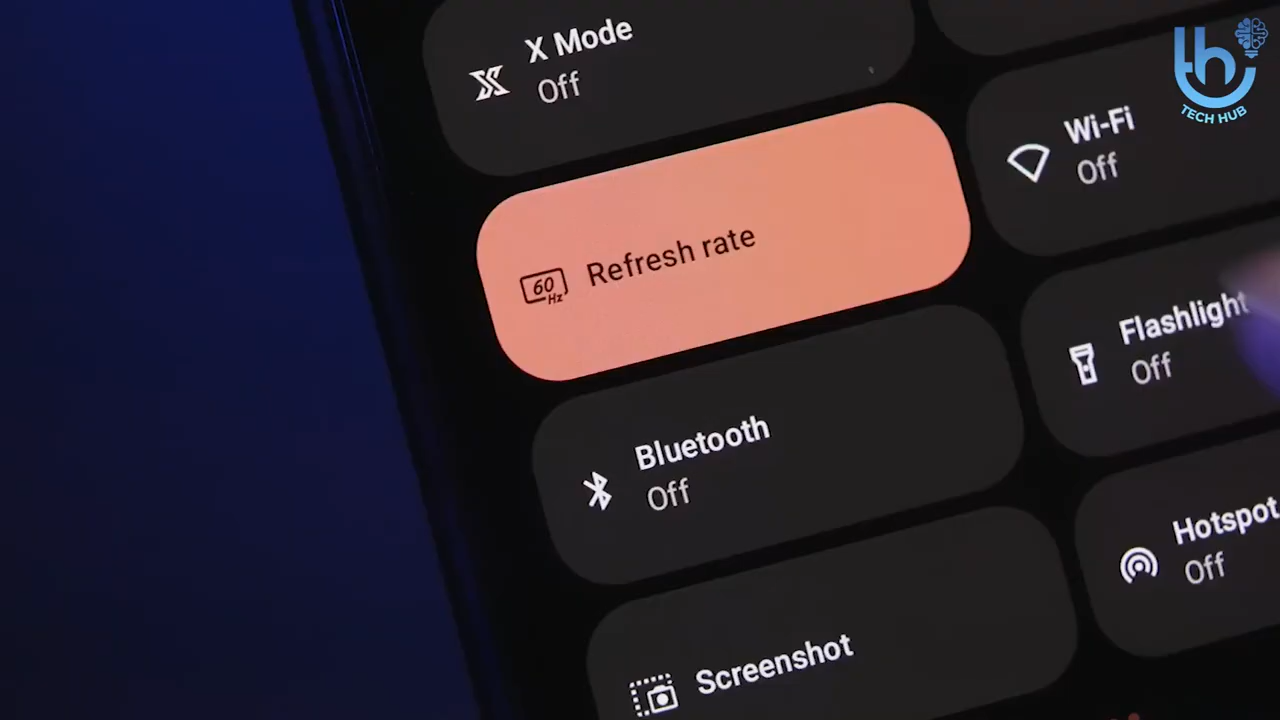 X Mode
Off
60
Hz
Refresh rate
Bluetooth
Off
Screenshot
Wi-Fi
Off
Flashlight
Off
Hotspot
Off
TECH HUB